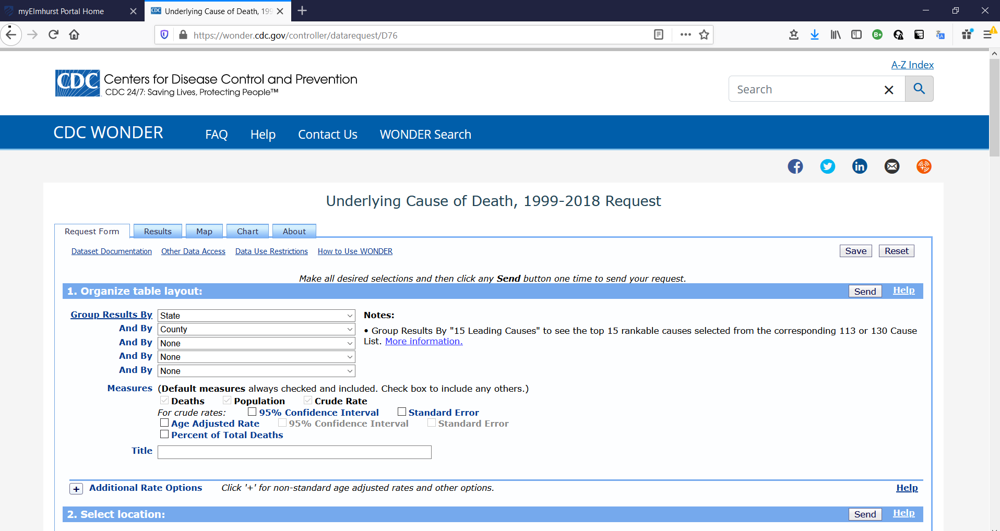 myElmhurst Portal Home
Underlying Cause of Death, 199
https://wonder.cdc.gov/controller/datarequest/D76
A-Z Index
CDC Centers for Disease Control and Prevention
CDC 24/7: Saving Lives, Protecting People™
Search
CDC WONDER FAQ Help Contact Us WONDER Search
Underlying Cause of Death, 1999-2018 Request
Request Form Results Map Chart About
Dataset Documentation Other Data Access Data Use Restrictions How to Use WONDER Save Reset
Make all desired selections and then click any Send button one time to send your request.
1. Organize table layout: Send Help
Group Results By State
And By County
And By None
And By None
And By None
Notes:
• Group Results By "15 Leading Causes" to see the top 15 rankable causes selected from the corresponding 113 or 130 Cause
List. More information.
Measures (Default measures always checked and included. Check box to include any others.)
Deaths Population Crude Rate
For crude rates: 95% Confidence Interval Standard Error
Age Adjusted Rate 95% Confidence Interval Standard Error
Percent of Total Deaths
Title
+ Additional Rate Options Click '+' for non-standard age adjusted rates and other options. Help
2. Select location: Send Help